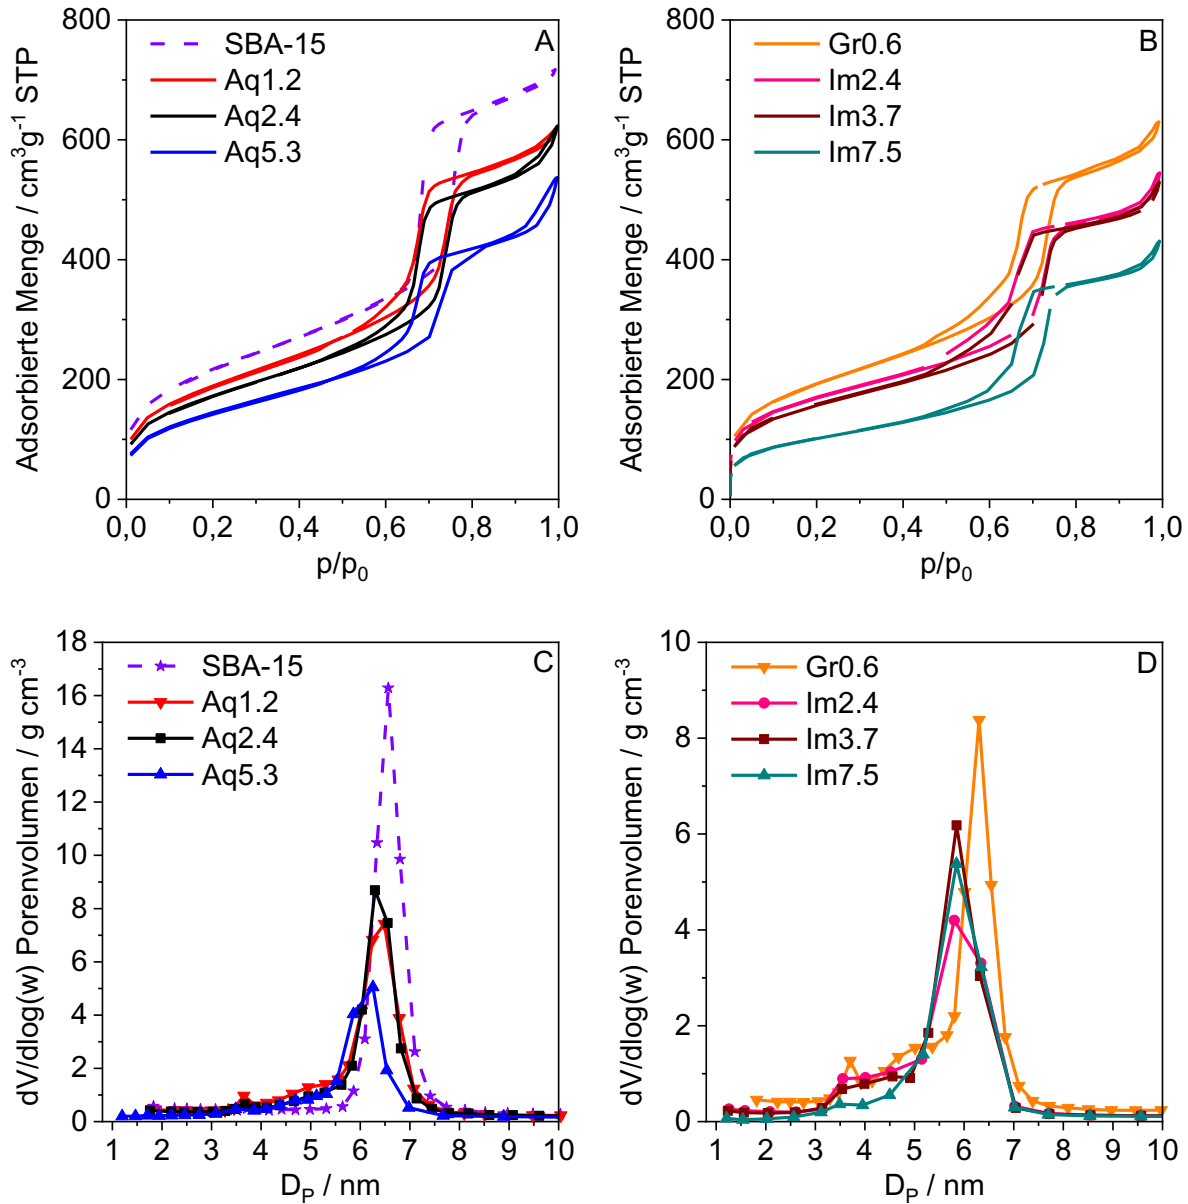 A
Adsorbierte Menge / cm³g⁻¹ STP
800
600
400
200
0
SBA-15
Aq1.2
Aq2.4
Aq5.3
0,0 0,2 0,4 0,6 0,8 1,0
p/p₀
B
Adsorbierte Menge / cm³g⁻¹ STP
800
600
400
200
0
Gr0.6
Im2.4
Im3.7
Im7.5
0,0 0,2 0,4 0,6 0,8 1,0
p/p₀
C
dV/dlog(w) Porenvolumen / g cm⁻³
18
16
14
12
10
8
6
4
2
0
SBA-15
Aq1.2
Aq2.4
Aq5.3
1 2 3 4 5 6 7 8 9 10
D_P / nm
D
dV/dlog(w) Porenvolumen / g cm⁻³
10
8
6
4
2
0
Gr0.6
Im2.4
Im3.7
Im7.5
1 2 3 4 5 6 7 8 9 10
D_P / nm